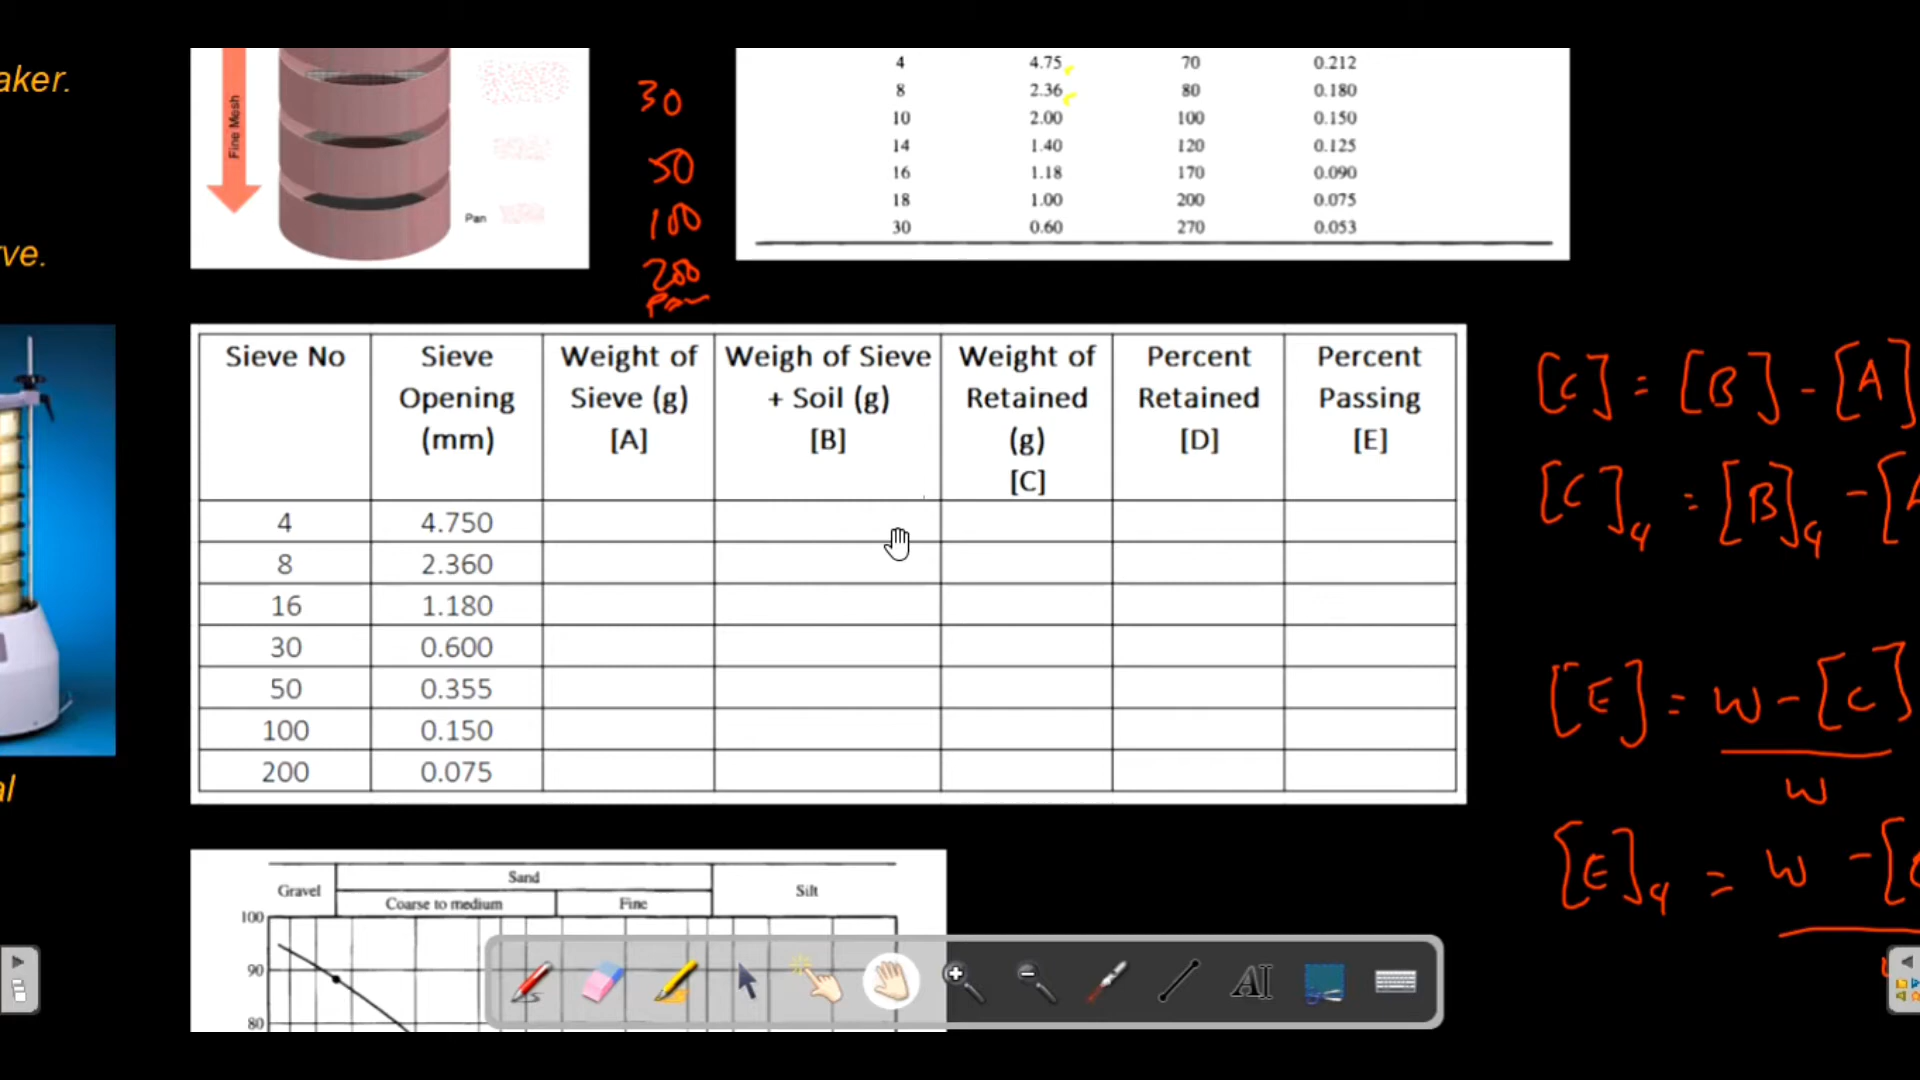 aker.
rve.
al
Fine Mesh
Pan
30
50
100
200
Pan
4 4.75 70 0.212
8 2.36 80 0.180
10 2.00 100 0.150
14 1.40 120 0.125
16 1.18 170 0.090
18 1.00 200 0.075
30 0.60 270 0.053
Sieve No
Sieve Opening (mm)
Weight of Sieve (g) [A]
Weigh of Sieve + Soil (g) [B]
Weight of Retained (g) [C]
Percent Retained [D]
Percent Passing [E]
4 4.750
8 2.360
16 1.180
30 0.600
50 0.355
100 0.150
200 0.075
[C] = [B] - [A]
[C]4 = [B]4 - [A
[E] = W - [C]
W
[E]4 = W - [C
Gravel Sand Silt
Coarse to medium Fine
100
90
80
AI